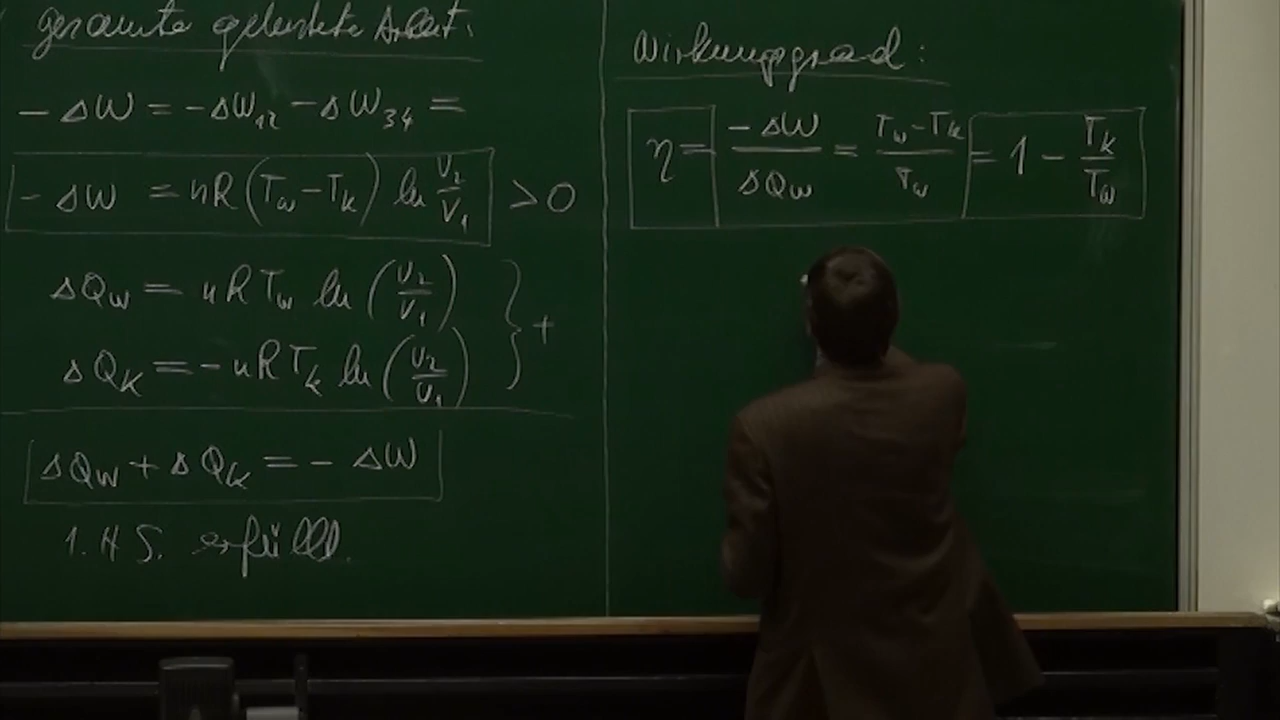 gesamte geleistete Arbeit:
-ΔW = -ΔW₁₂ - ΔW₃₄ =
-ΔW = nR(T_w - T_k) ln V₂/V₁ > 0
ΔQ_w = nRT_w ln (V₂/V₁)
ΔQ_k = -nRT_k ln (V₂/V₁) } +
ΔQ_w + ΔQ_k = -ΔW
1. H S. erfüllt.
Wirkungsgrad:
η = -ΔW/ΔQ_w = T_w - T_k/T_w = 1 - T_k/T_w